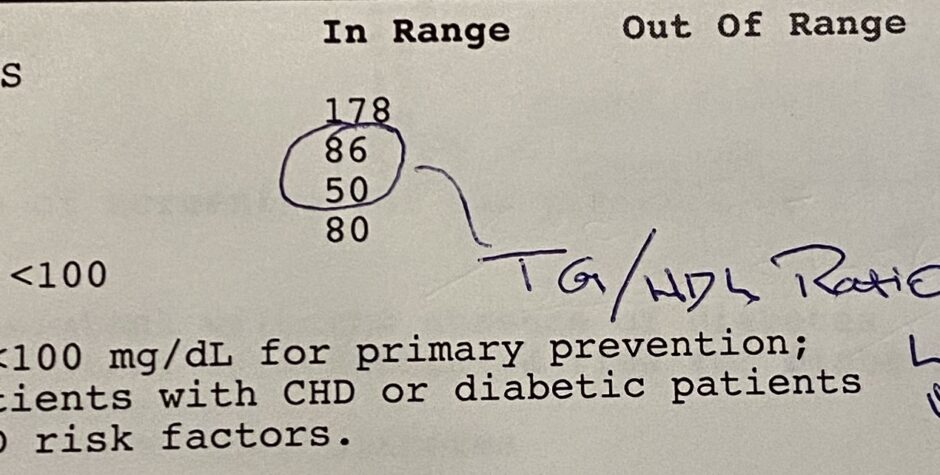 In Range Out Of Range
S
178
86
50
80
TG/HDL Ratio
<100
<100 mg/dL for primary prevention;
tients with CHD or diabetic patients
risk factors.